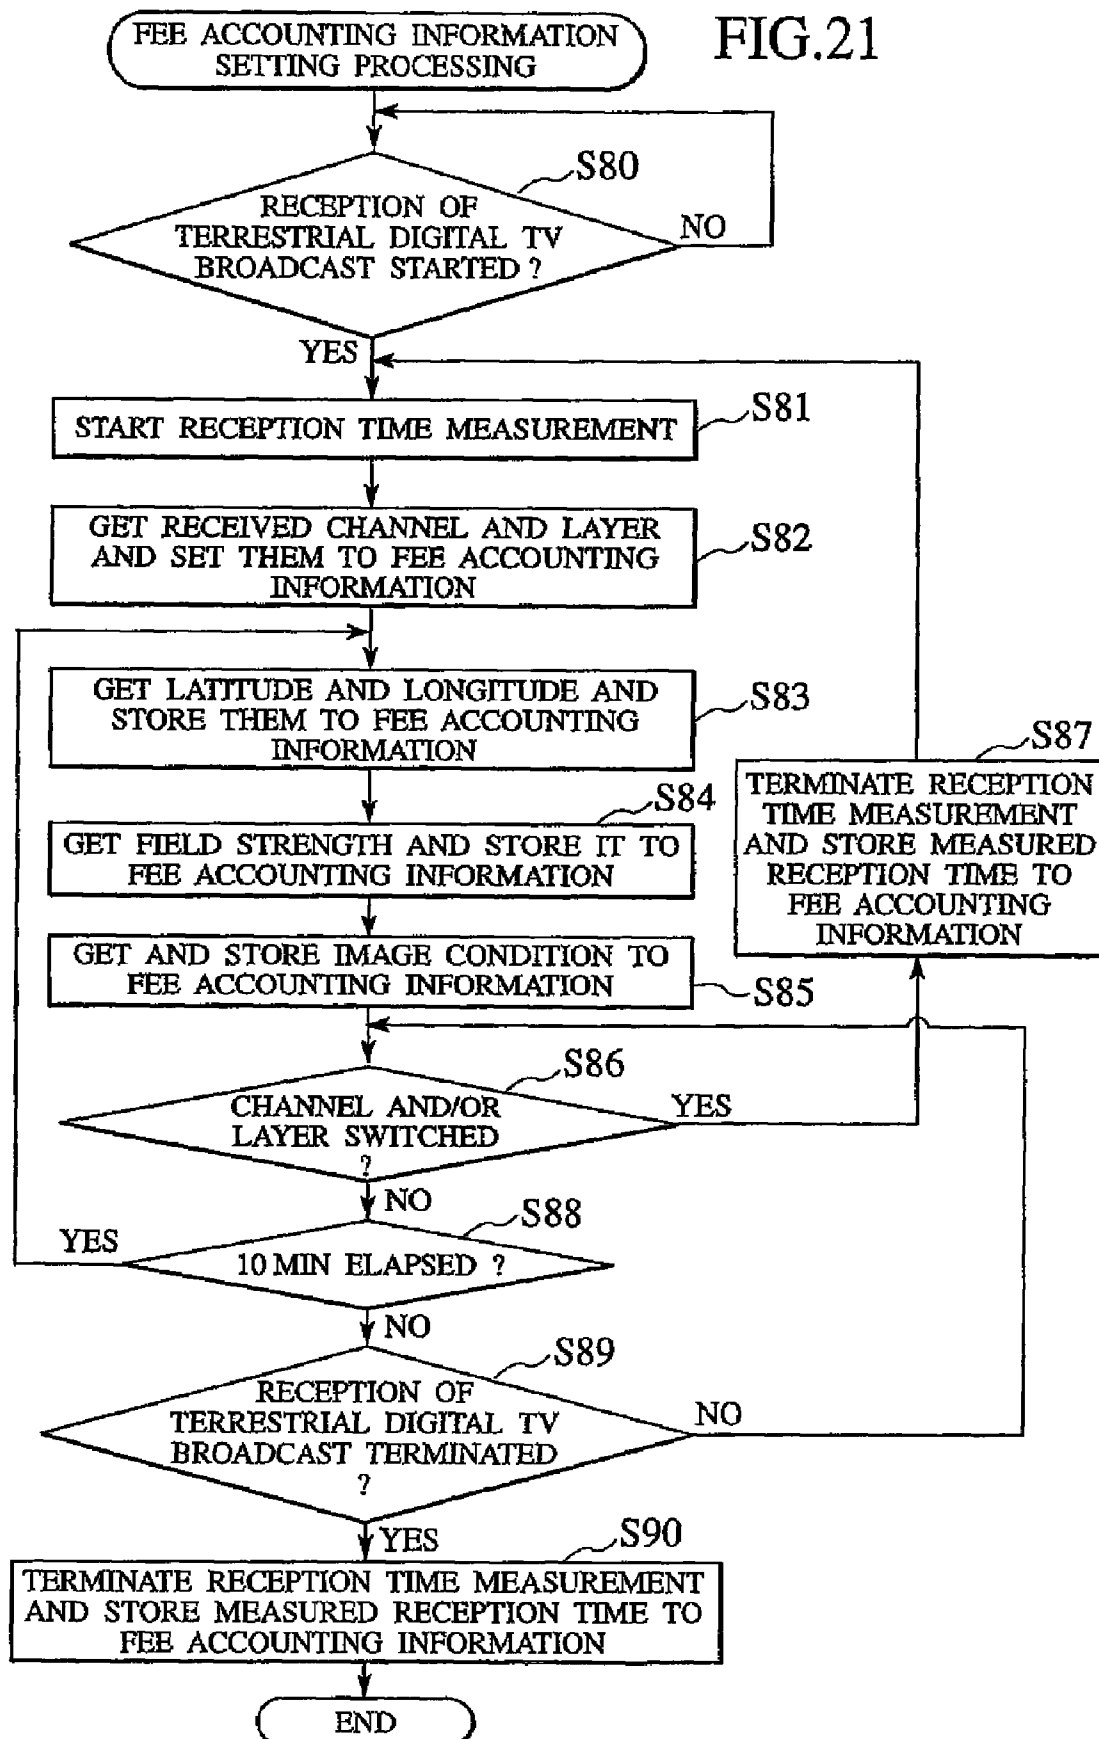 FIG.21
FEE ACCOUNTING INFORMATION
SETTING PROCESSING
S80
RECEPTION OF
TERRESTRIAL DIGITAL TV
BROADCAST STARTED ?
NO
YES
S81
START RECEPTION TIME MEASUREMENT
S82
GET RECEIVED CHANNEL AND LAYER
AND SET THEM TO FEE ACCOUNTING
INFORMATION
S83
GET LATITUDE AND LONGITUDE AND
STORE THEM TO FEE ACCOUNTING
INFORMATION
S84
GET FIELD STRENGTH AND STORE IT TO
FEE ACCOUNTING INFORMATION
S87
TERMINATE RECEPTION
TIME MEASUREMENT
AND STORE MEASURED
RECEPTION TIME TO
FEE ACCOUNTING
INFORMATION
GET AND STORE IMAGE CONDITION TO
FEE ACCOUNTING INFORMATION
S85
S86
CHANNEL AND/OR
LAYER SWITCHED
?
YES
NO
S88
10 MIN ELAPSED ?
YES
NO
S89
RECEPTION OF
TERRESTRIAL DIGITAL TV
BROADCAST TERMINATED
?
NO
YES
S90
TERMINATE RECEPTION TIME MEASUREMENT
AND STORE MEASURED RECEPTION TIME TO
FEE ACCOUNTING INFORMATION
END